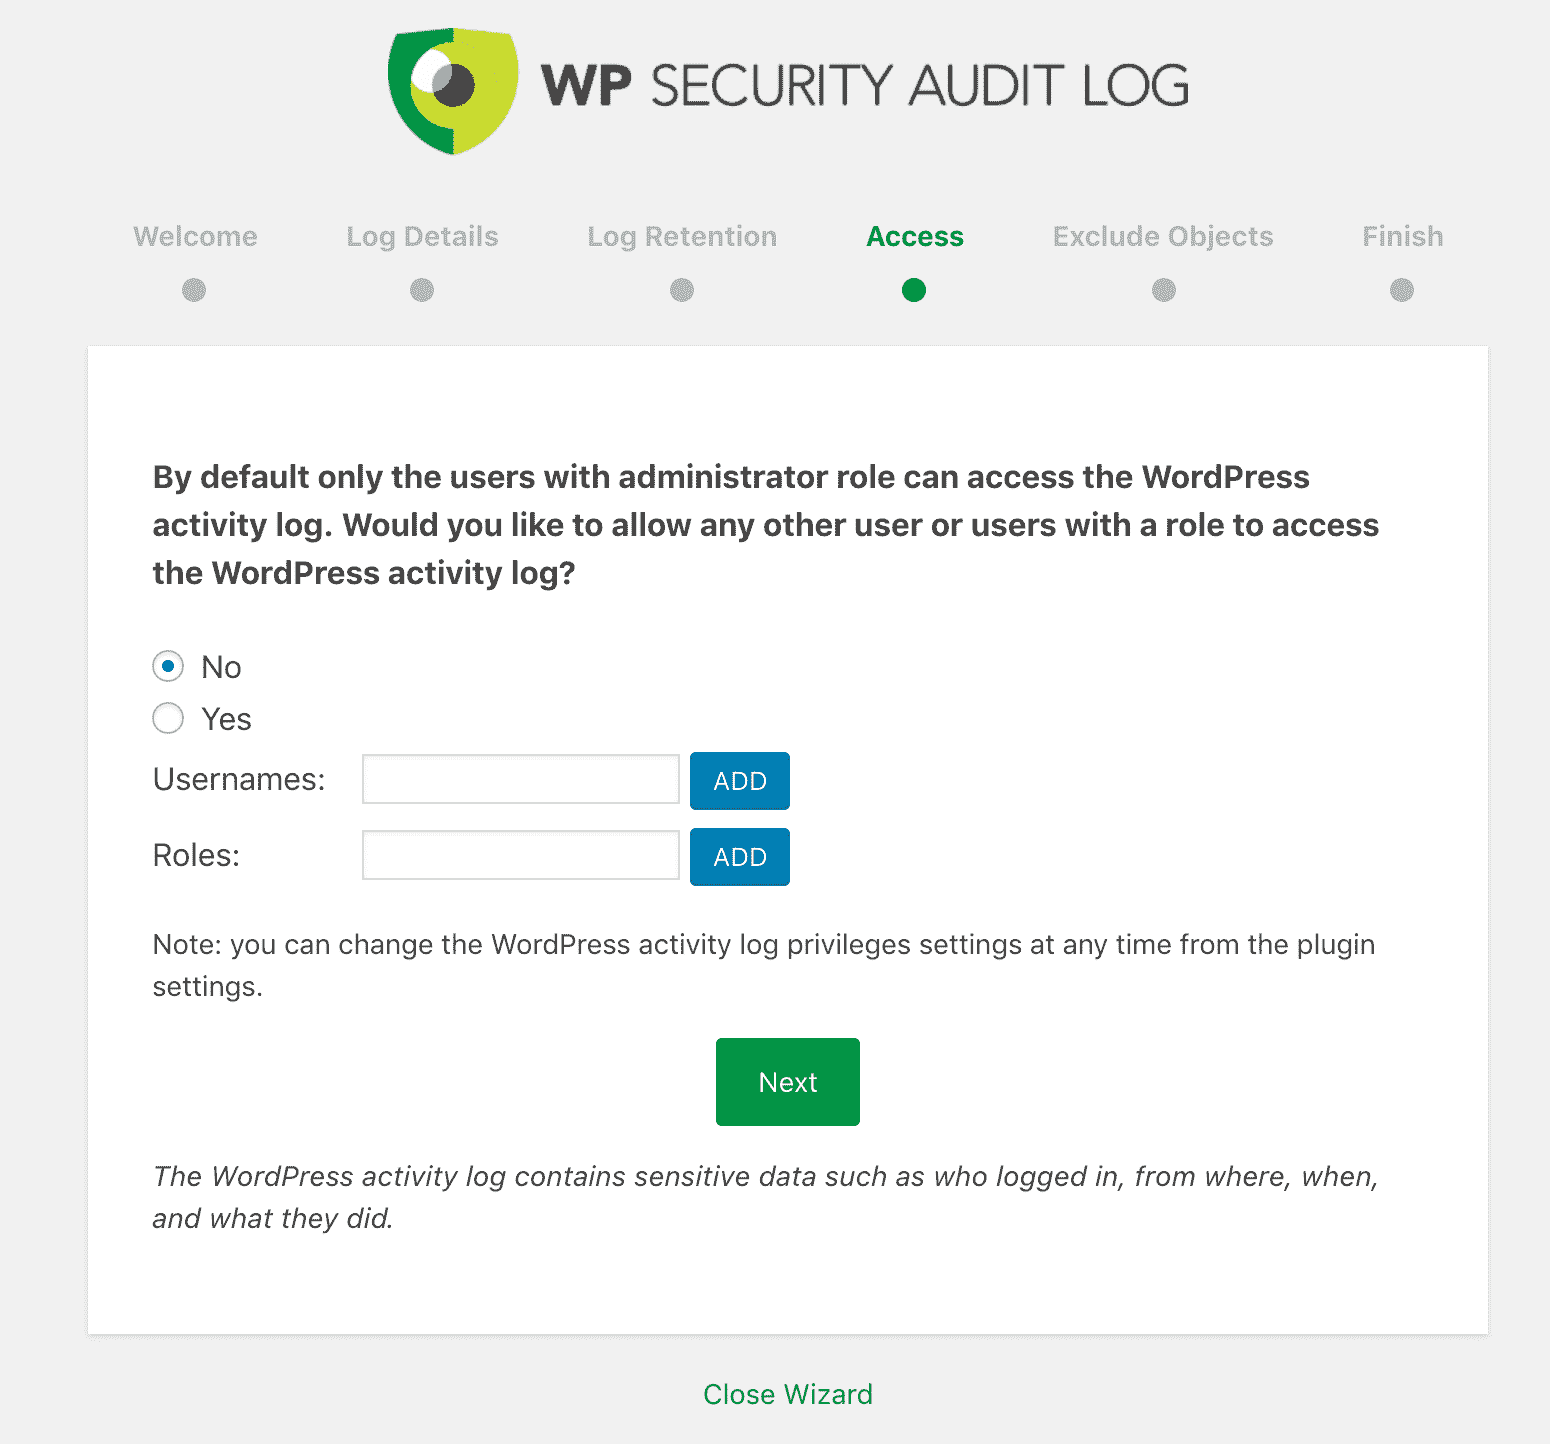 WP SECURITY AUDIT LOG
Welcome Log Details Log Retention Access Exclude Objects Finish
By default only the users with administrator role can access the WordPress
activity log. Would you like to allow any other user or users with a role to access
the WordPress activity log?
No
Yes
Usernames: ADD
Roles: ADD
Note: you can change the WordPress activity log privileges settings at any time from the plugin
settings.
Next
The WordPress activity log contains sensitive data such as who logged in, from where, when,
and what they did.
Close Wizard